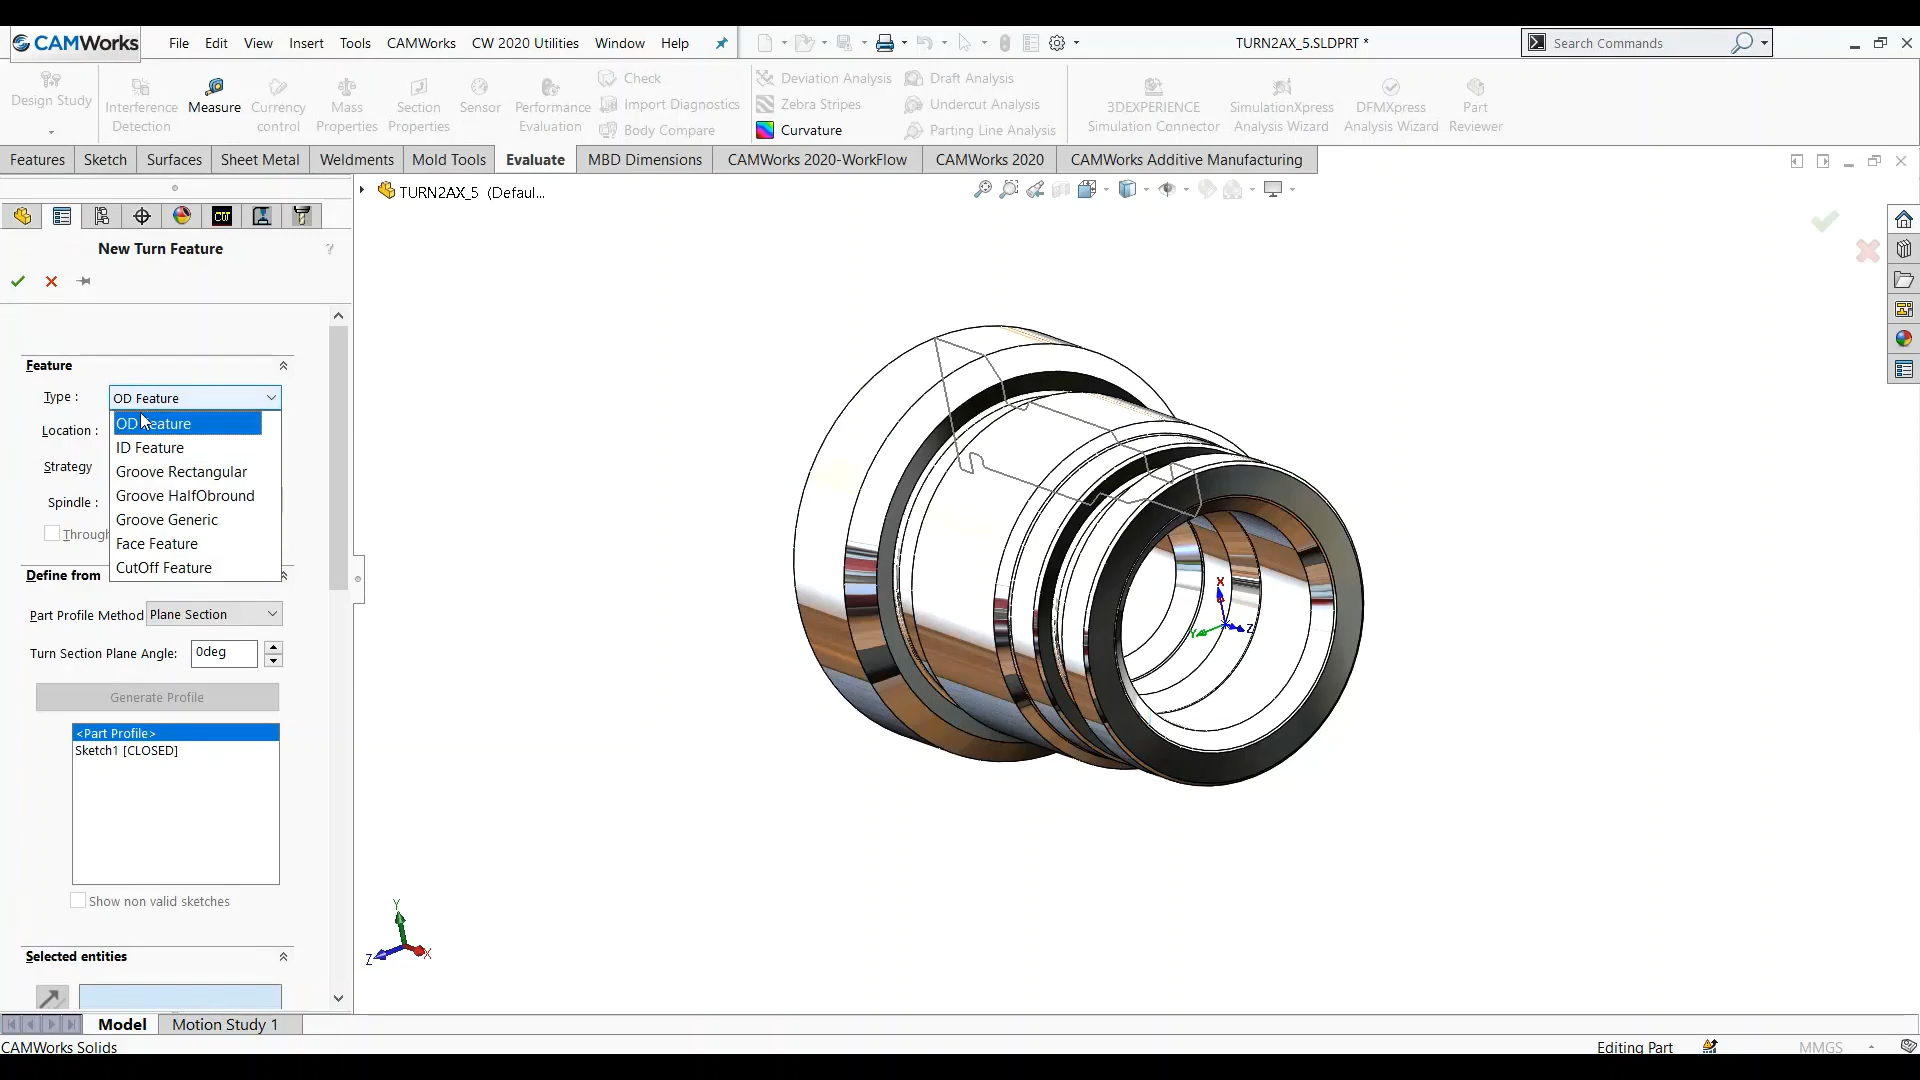 CAMWorks File Edit View Insert Tools CAMWorks CW 2020 Utilities Window Help TURN2AX_5.SLDPRT * Search Commands
Design Study
Interference Detection
Measure
Currency control
Mass Properties
Section Properties
Sensor
Performance Evaluation
Check
Import Diagnostics
Body Compare
Deviation Analysis
Zebra Stripes
Curvature
Draft Analysis
Undercut Analysis
Parting Line Analysis
3DEXPERIENCE Simulation Connector
SimulationXpress Analysis Wizard
DFMXpress Analysis Wizard
Part Reviewer
Features Sketch Surfaces Sheet Metal Weldments Mold Tools Evaluate MBD Dimensions CAMWorks 2020-WorkFlow CAMWorks 2020 CAMWorks Additive Manufacturing
TURN2AX_5 (Defaul...
CW
New Turn Feature ?
Feature
Type : OD Feature
OD Feature
Location :
ID Feature
Strategy
Groove Rectangular
Groove HalfObround
Spindle :
Groove Generic
Through
Face Feature
CutOff Feature
Define from
Part Profile Method Plane Section
Turn Section Plane Angle: 0deg
Generate Profile
<Part Profile>
Sketch1 [CLOSED]
Show non valid sketches
Selected entities
X
Y
Z
Y
Z
X
Model Motion Study 1
CAMWorks Solids Editing Part MMGS